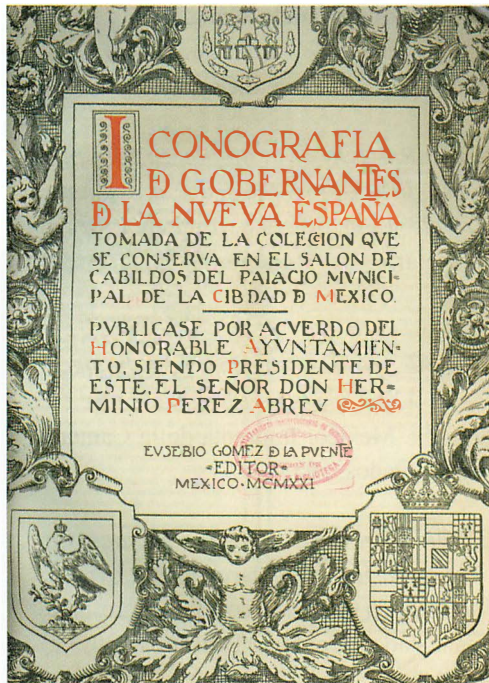 ICONOGRAFIA
Đ GOBERNANTES
Đ LA NVEVA ESPAÑA
TOMADA DE LA COLECCION QVE
SE CONSERVA EN EL SALON DE
CABILDOS DEL PALACIO MVNICI=
PAL DE LA CIBDAD Đ MEXICO.
PVBLICASE POR ACVERDO DEL
HONORABLE AYVNTAMIEN=
TO, SIENDO PRESIDENTE DE
ESTE, EL SEÑOR DON HER=
MINIO PEREZ ABREV
EVSEBIO GOMEZ Đ LA PVENTE
=EDITOR=
MEXICO·MCMXXI